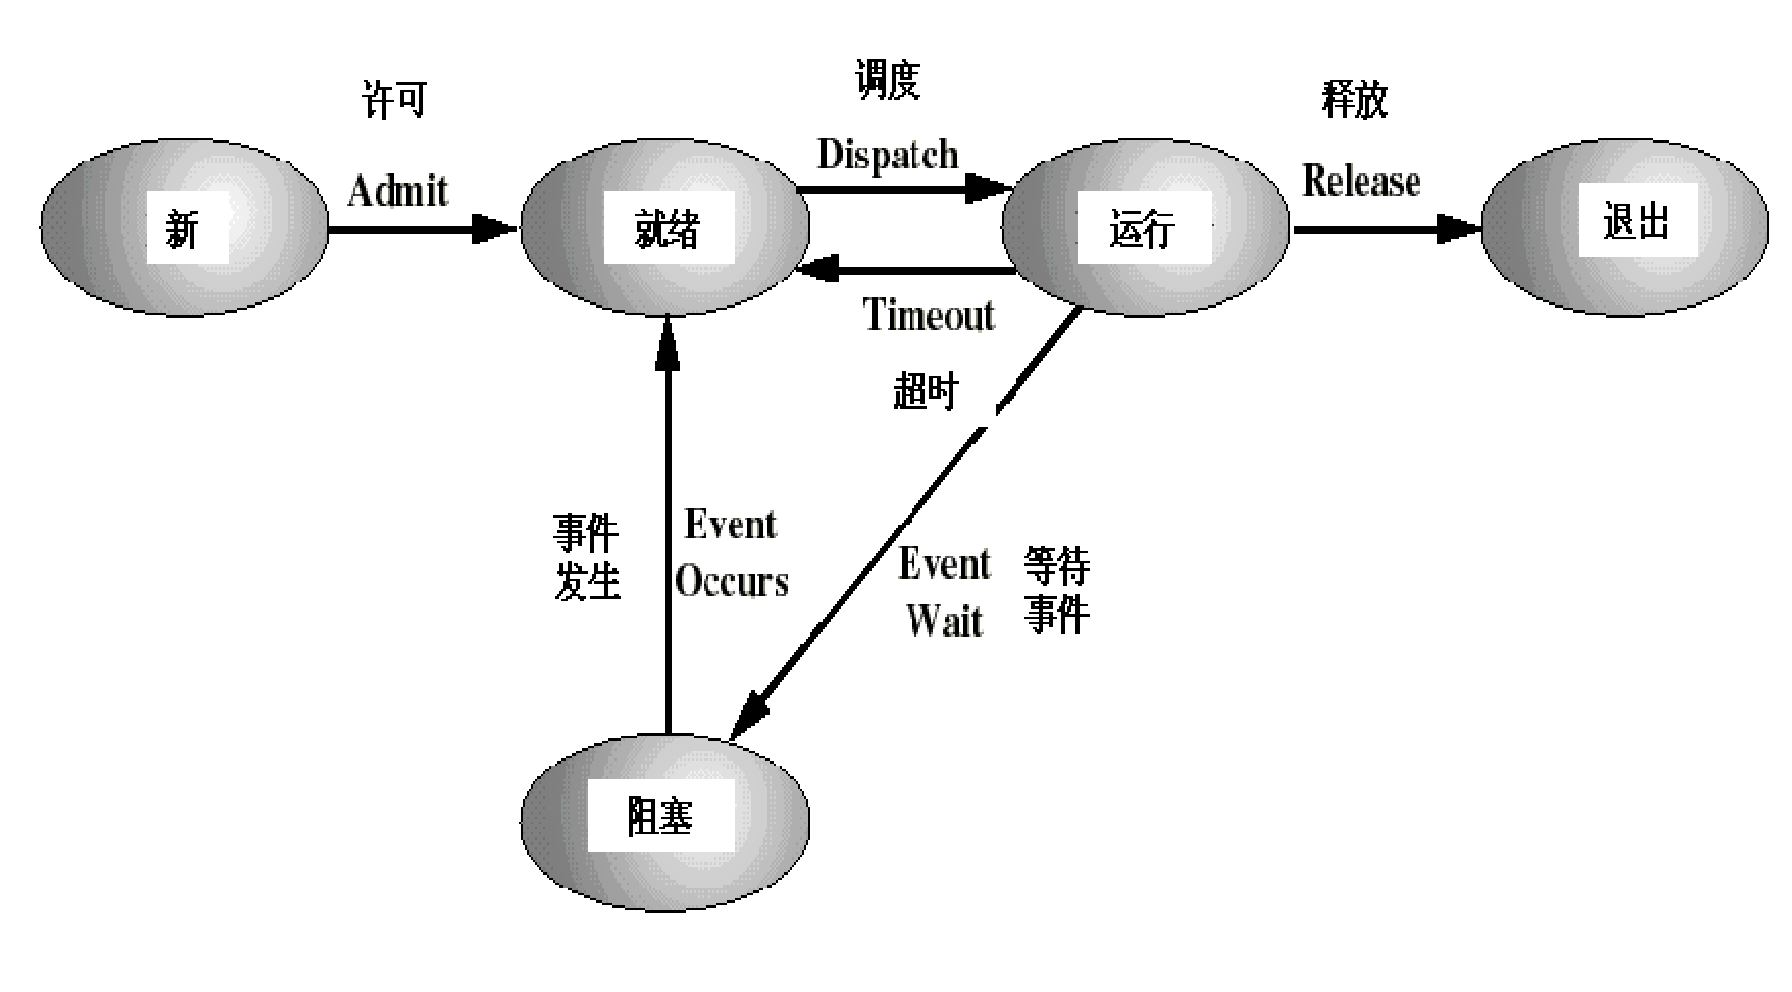 许可
调度
释放
Admit
Dispatch
Release
新
就绪
运行
退出
Timeout
超时
事件
发生
Event
Occurs
Event
Wait
等待
事件
阻塞